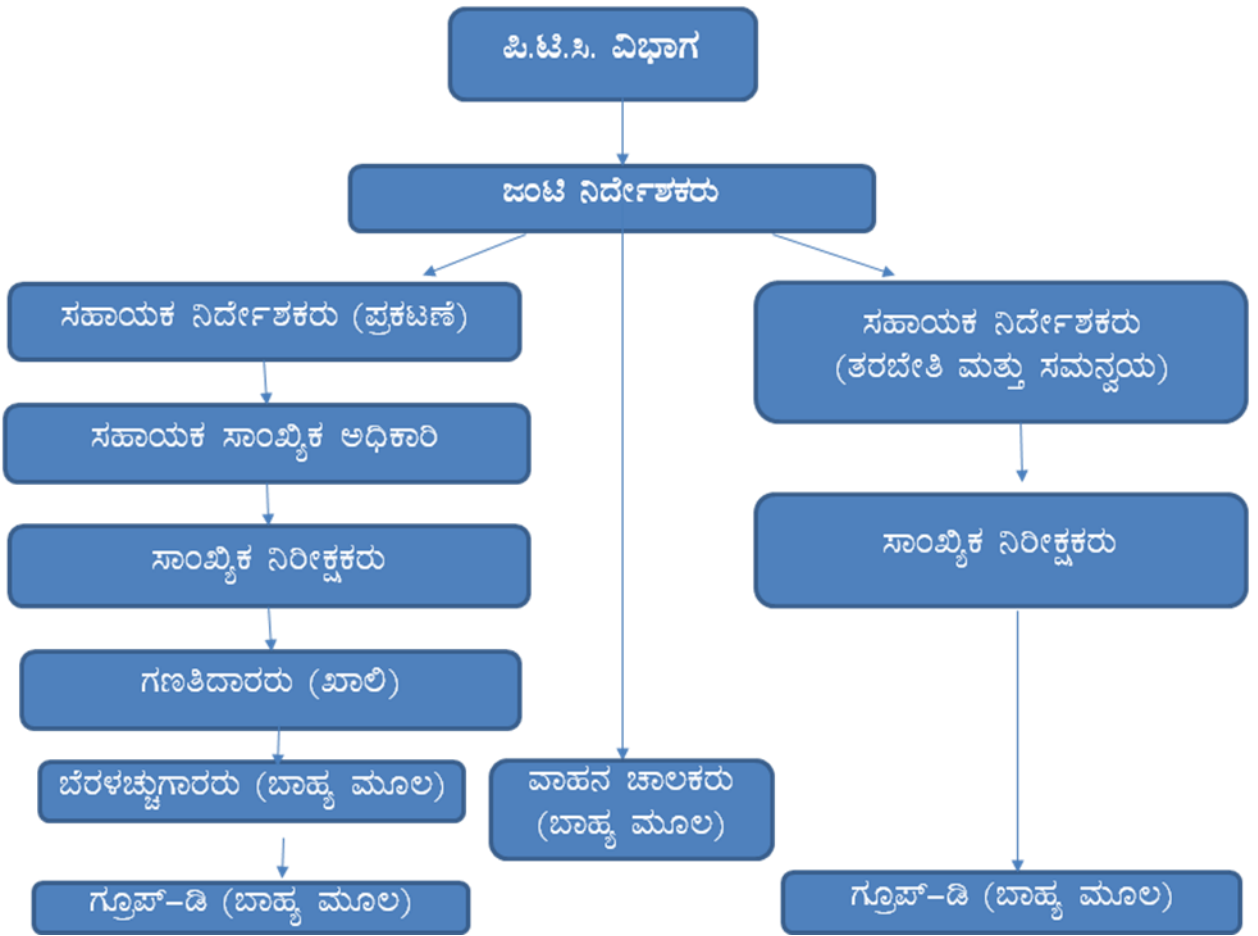 ಪಿ.ಟಿ.ಸಿ. ವಿಭಾಗ
ಜಂಟಿ ನಿರ್ದೇಶಕರು
ಸಹಾಯಕ ನಿರ್ದೇಶಕರು (ಪ್ರಕಟಣೆ)
ಸಹಾಯಕ ಸಾಂಖ್ಯಿಕ ಅಧಿಕಾರಿ
ಸಾಂಖ್ಯಿಕ ನಿರೀಕ್ಷಕರು
ಗಣತಿದಾರರು (ಖಾಲಿ)
ಬೆರಳಚ್ಚುಗಾರರು (ಬಾಹ್ಯ ಮೂಲ)
ಗ್ರೂಪ್-ಡಿ (ಬಾಹ್ಯ ಮೂಲ)
ವಾಹನ ಚಾಲಕರು
(ಬಾಹ್ಯ ಮೂಲ)
ಸಹಾಯಕ ನಿರ್ದೇಶಕರು
(ತರಬೇತಿ ಮತ್ತು ಸಮನ್ವಯ)
ಸಾಂಖ್ಯಿಕ ನಿರೀಕ್ಷಕರು
ಗ್ರೂಪ್-ಡಿ (ಬಾಹ್ಯ ಮೂಲ)